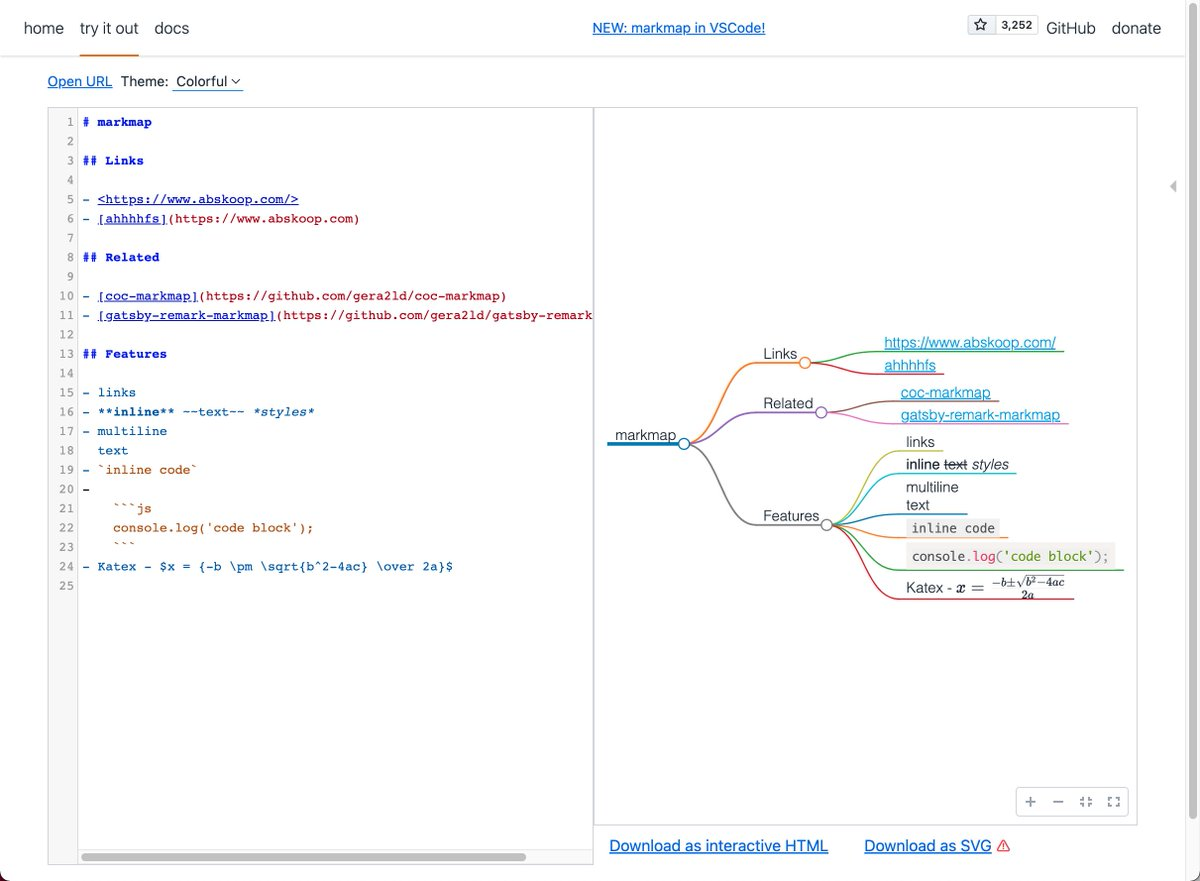 home try it out docs NEW: markmap in VSCode! 3,252 GitHub donate
Open URL Theme: Colorful
1 # markmap
2
3 ## Links
4
5 - <https://www.abskoop.com/>
6 - [ahhhhfs](https://www.abskoop.com)
7
8 ## Related
9
10 - [coc-markmap](https://github.com/gera2ld/coc-markmap)
11 - [gatsby-remark-markmap](https://github.com/gera2ld/gatsby-remark
12
13 ## Features
14
15 - links
16 - **inline** ~~text~~ *styles*
17 - multiline
18 text
19 - `inline code`
20 -
21 ```js
22 console.log('code block');
23 ```
24 - Katex - $x = {-b \pm \sqrt{b^2-4ac} \over 2a}$
25
markmap
Links
https://www.abskoop.com/
ahhhhfs
Related
coc-markmap
gatsby-remark-markmap
Features
links
inline text styles
multiline
text
inline code
console.log('code block');
Katex - x = −b±√b²−4ac
2a
Download as interactive HTML Download as SVG